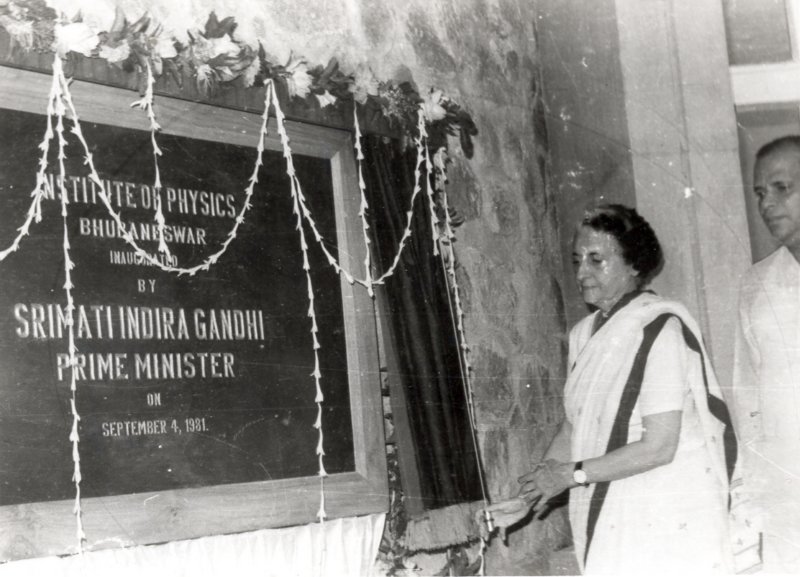 INSTITUTE OF PHYSICS
BHUBANESWAR
INAUGURATED
BY
SRIMATI INDIRA GANDHI
PRIME MINISTER
ON
SEPTEMBER 4, 1981.